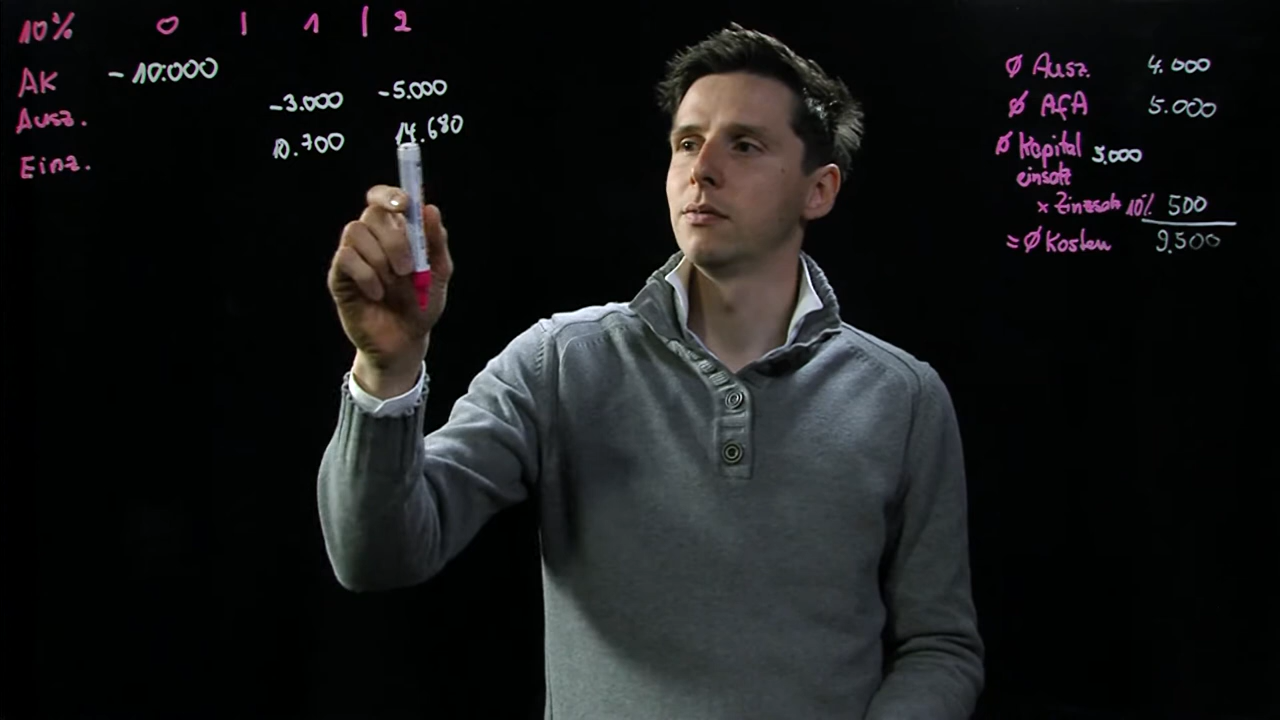 10% 0 | 1 | 2
AK -10.000
Ausz. -3.000 -5.000
Einz. 10.700 14.680
Ø Ausz. 4.000
Ø AfA 5.000
Ø Kapital 5,000
einsatz
x Zinssatz 10% 500
= Ø Kosten 9.500